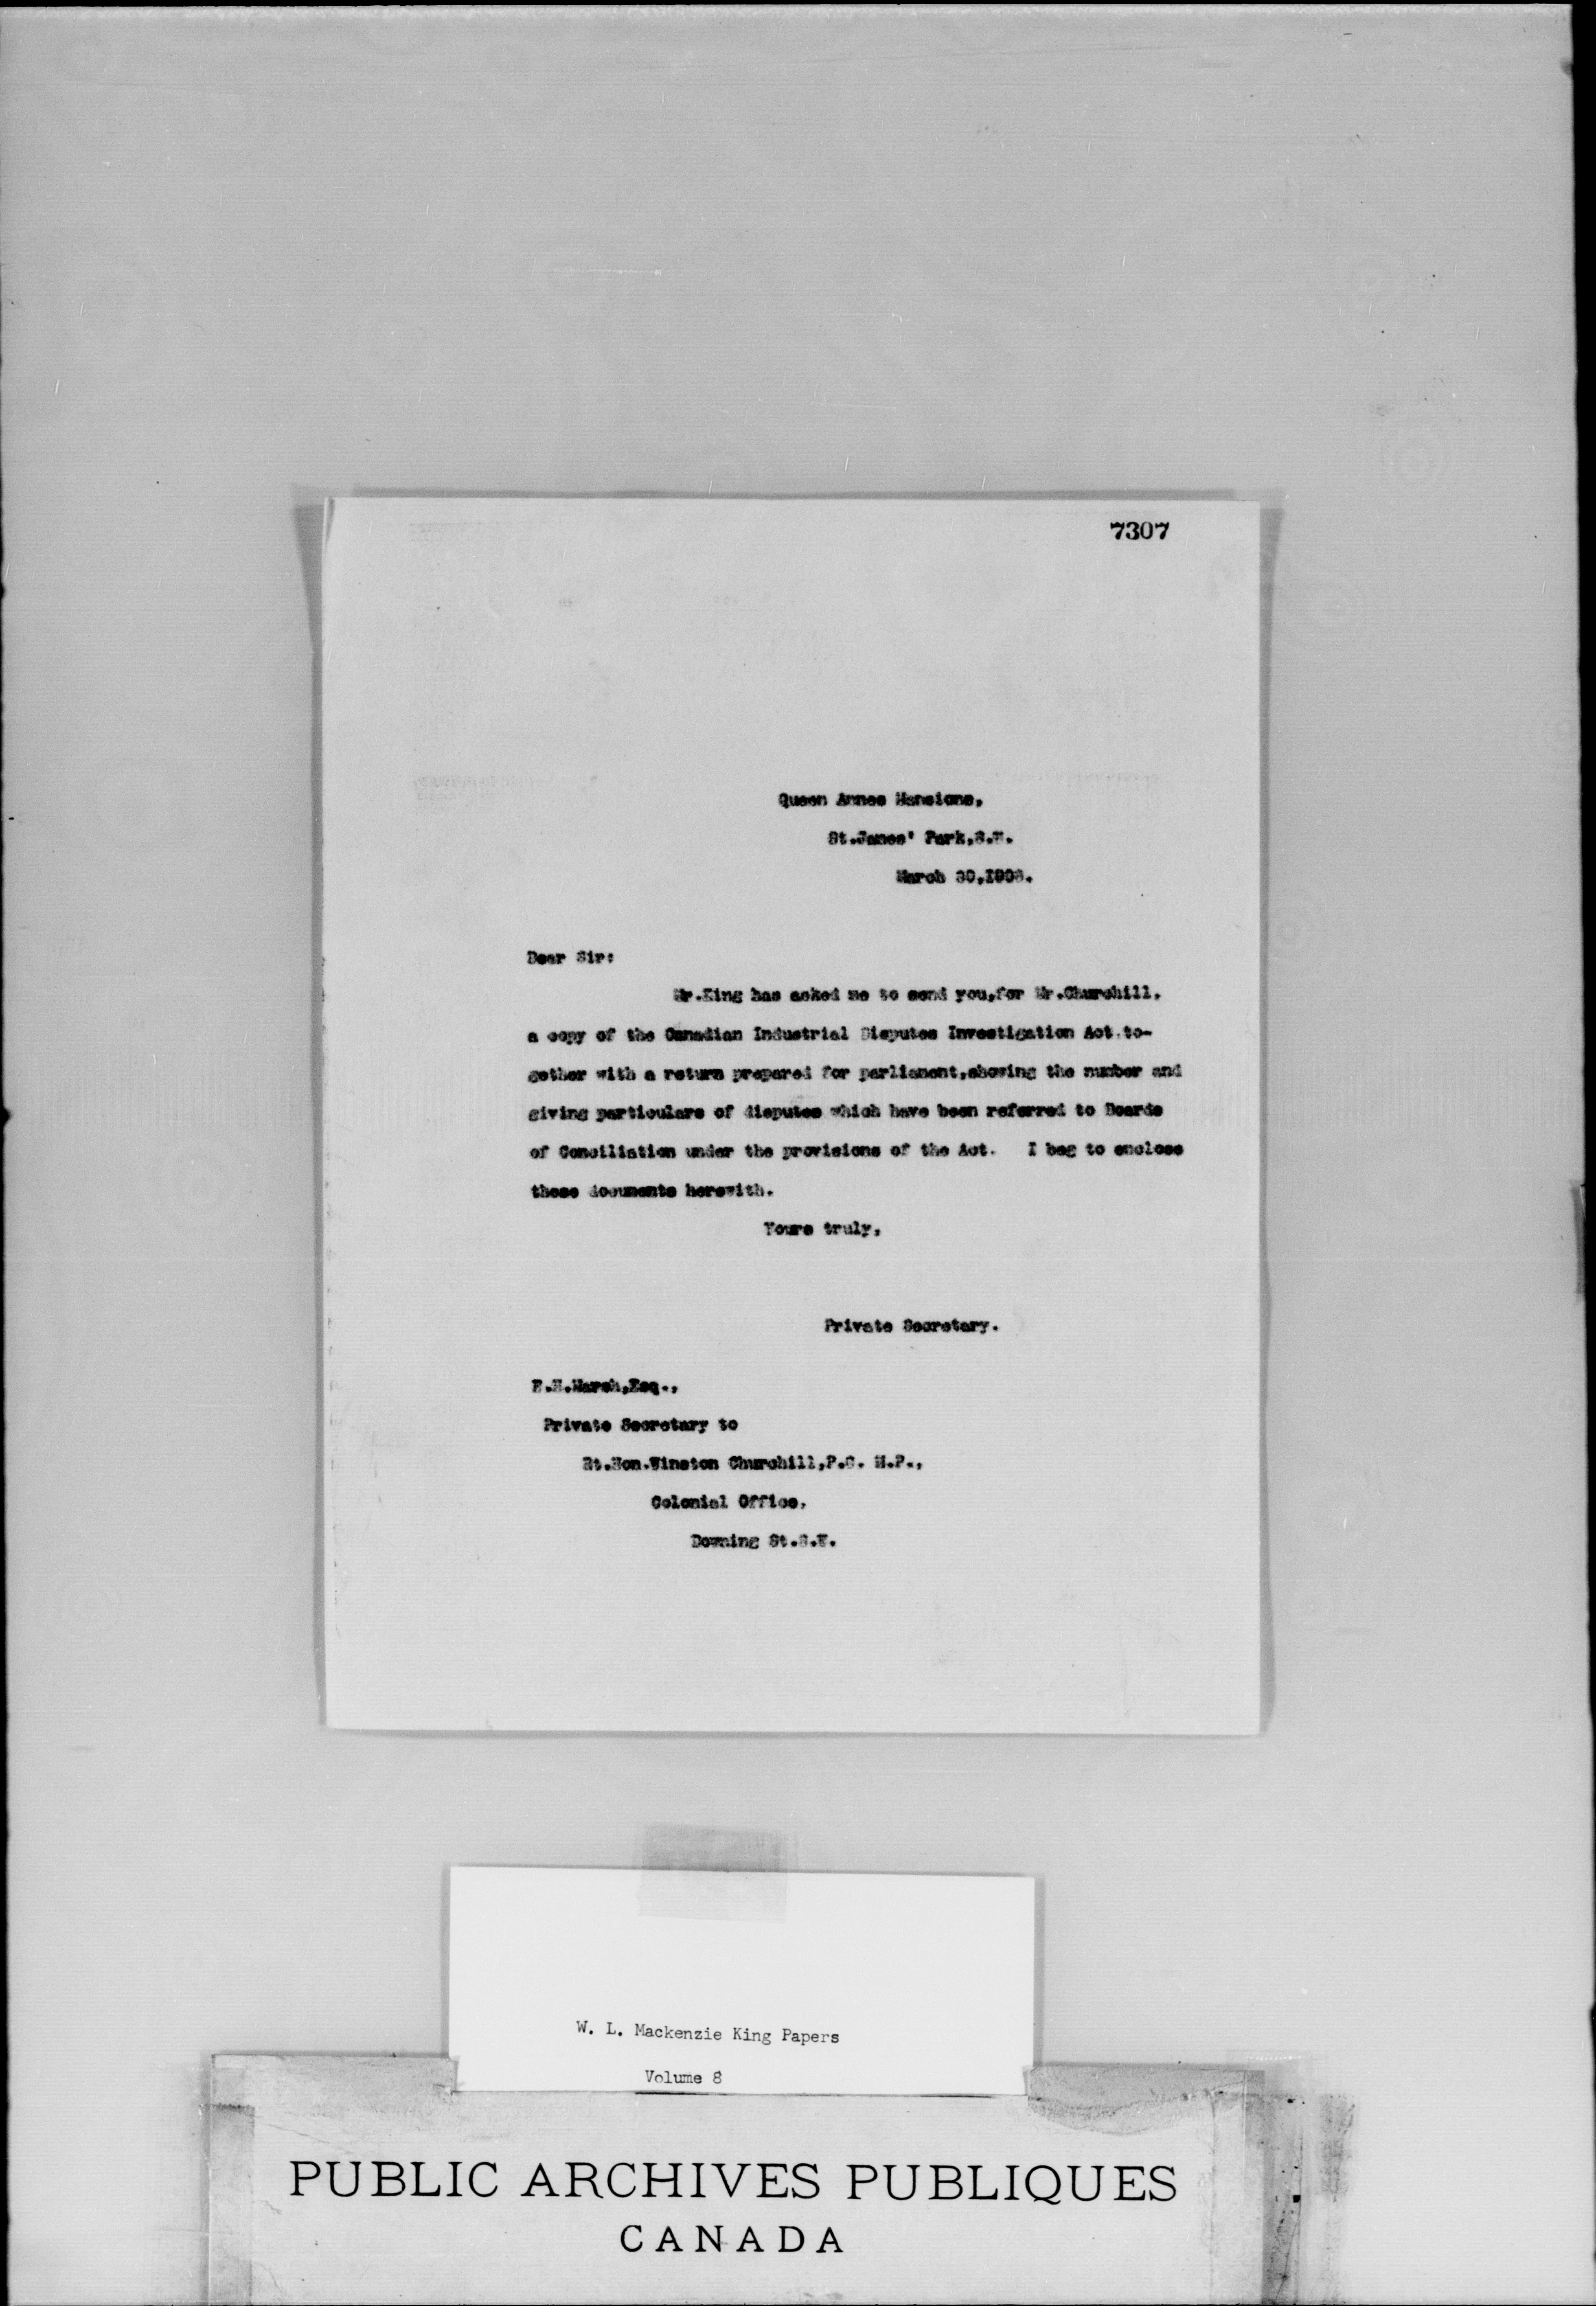 7307
Queen Annes Mansions,
St.James' Park,S.W.
March 30,1908.
Dear Sir:
Mr.King has asked me to send you,for Mr.Churchill,
a copy of the Canadian Industrial Disputes Investigation Act,to-
gether with a return prepared for parliament,showing the number and
giving particulars of disputes which have been referred to Boards
of Conciliation under the provisions of the Act. I beg to enclose
these documents herewith.
Yours truly,
Private Secretary.
E.H.Marsh,Esq.,
Private Secretary to
Rt.Hon.Winston Churchill,P.C. M.P.,
Colonial Office,
Downing St.S.W.
W. L. Mackenzie King Papers
Volume 8
PUBLIC ARCHIVES PUBLIQUES
CANADA